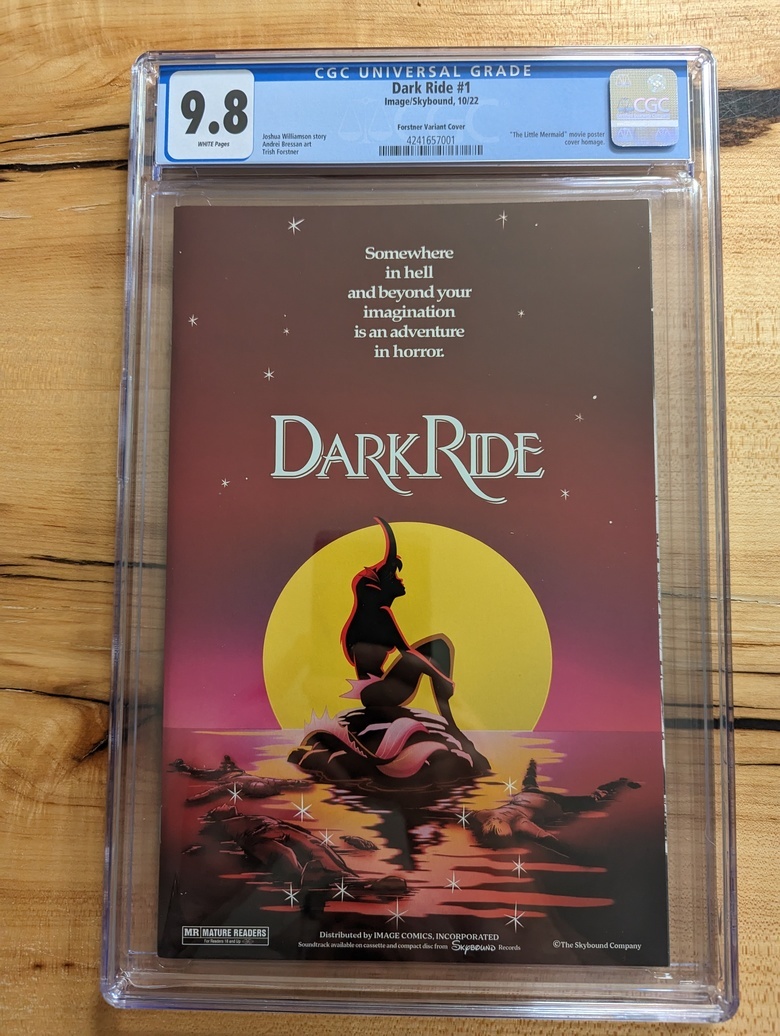 CGC UNIVERSAL GRADE
9.8
WHITE Pages
Dark Ride #1
Image/Skybound, 10/22
Forstner Variant Cover
4241657001
Joshua Williamson story
Andrei Bressan art
Trish Forstner
"The Little Mermaid" movie poster
cover homage.
CGC
Somewhere
in hell
and beyond your
imagination
is an adventure
in horror.
DARK RIDE
MR MATURE READERS
Distributed by IMAGE COMICS, INCORPORATED
Soundtrack available on cassette and compact disc from SKYBOUND Records
©The Skybound Company